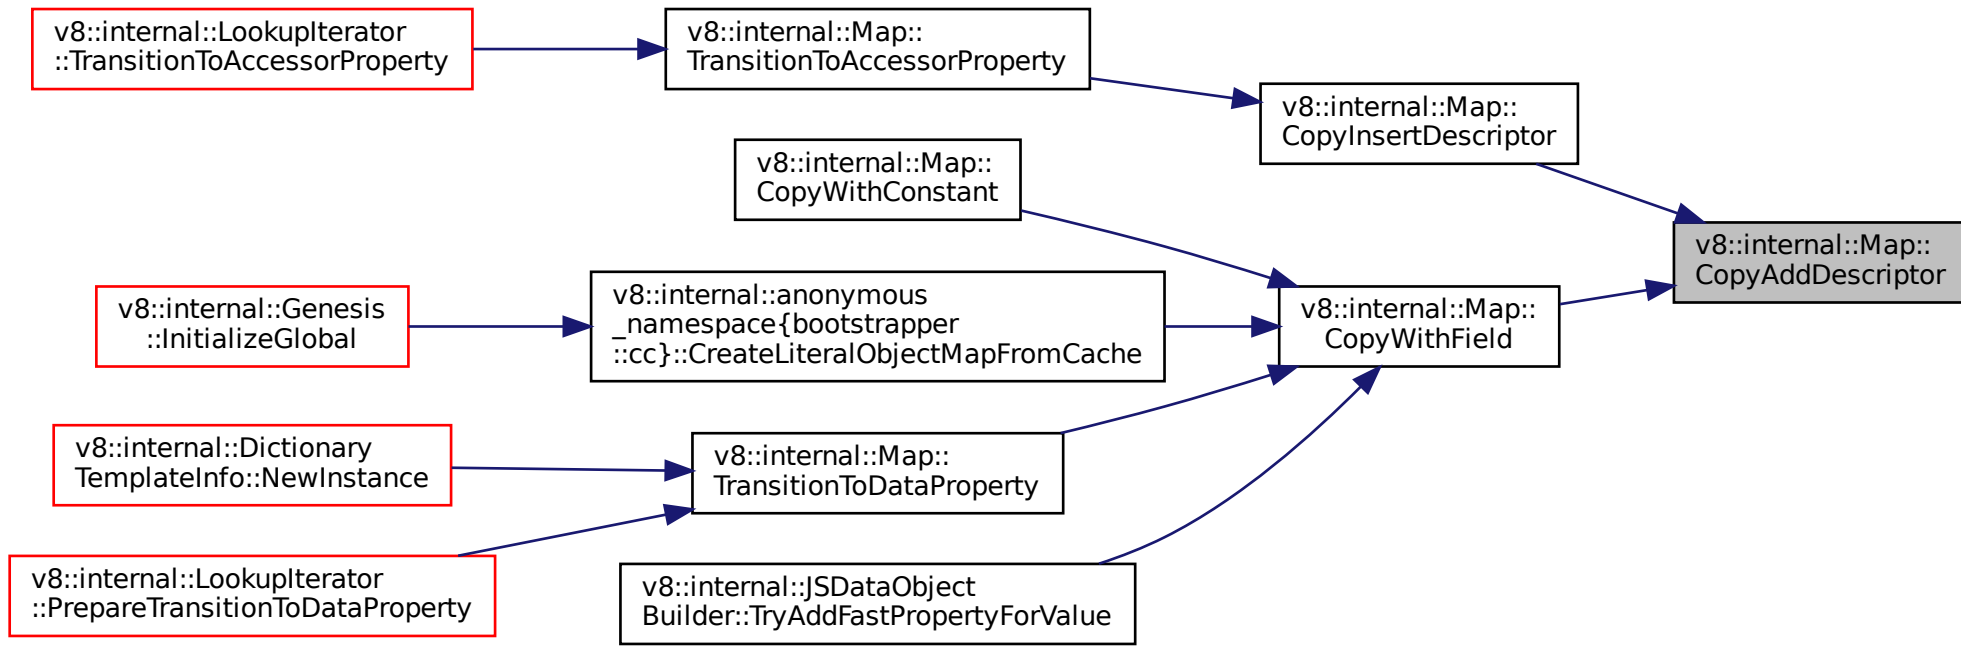 v8::internal::LookupIterator
::TransitionToAccessorProperty
v8::internal::Map::
TransitionToAccessorProperty
v8::internal::Map::
CopyInsertDescriptor
v8::internal::Map::
CopyWithConstant
v8::internal::Map::
CopyAddDescriptor
v8::internal::Genesis
::InitializeGlobal
v8::internal::anonymous
_namespace{bootstrapper
::cc}::CreateLiteralObjectMapFromCache
v8::internal::Map::
CopyWithField
v8::internal::Dictionary
TemplateInfo::NewInstance
v8::internal::Map::
TransitionToDataProperty
v8::internal::LookupIterator
::PrepareTransitionToDataProperty
v8::internal::JSDataObject
Builder::TryAddFastPropertyForValue